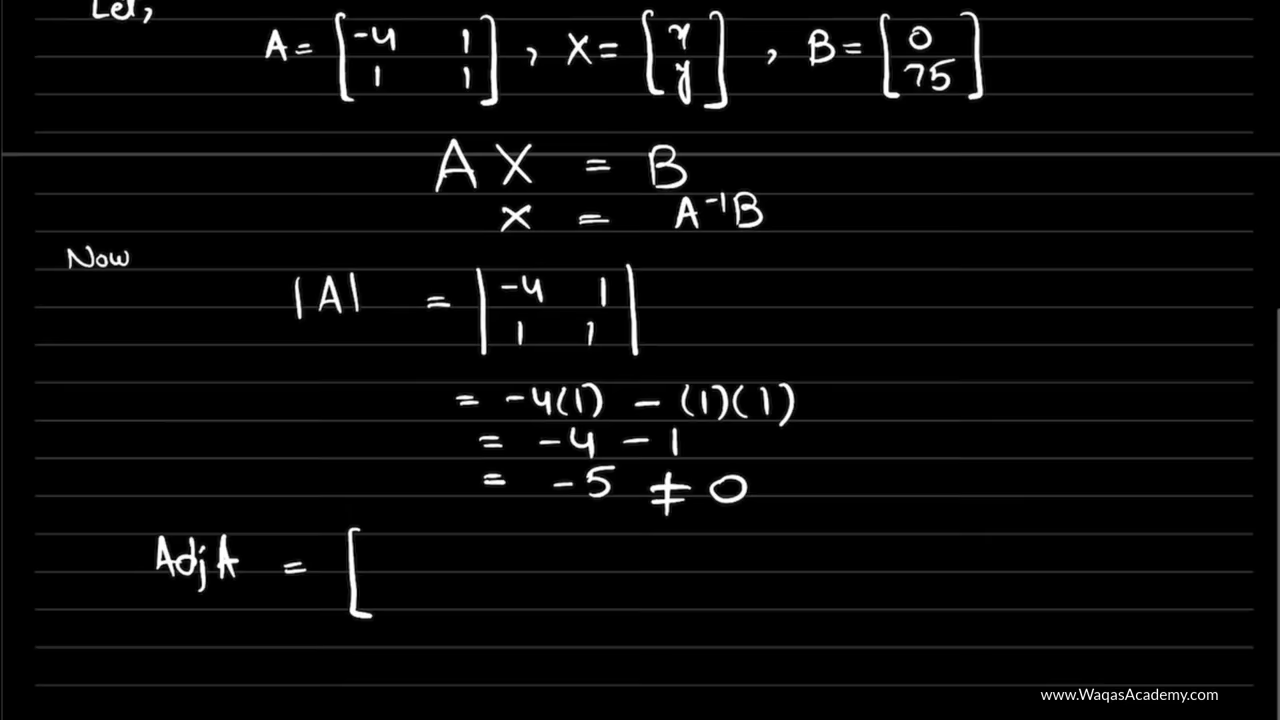 Let,
A = [-4 1 1 1], X = [x y], B = [0 75]
A X = B
X = A⁻¹B
Now
|A| = |-4 1 1 1|
= -4(1) - (1)(1)
= -4 - 1
= -5 ≠ 0
Adj A = [
www.WaqasAcademy.com